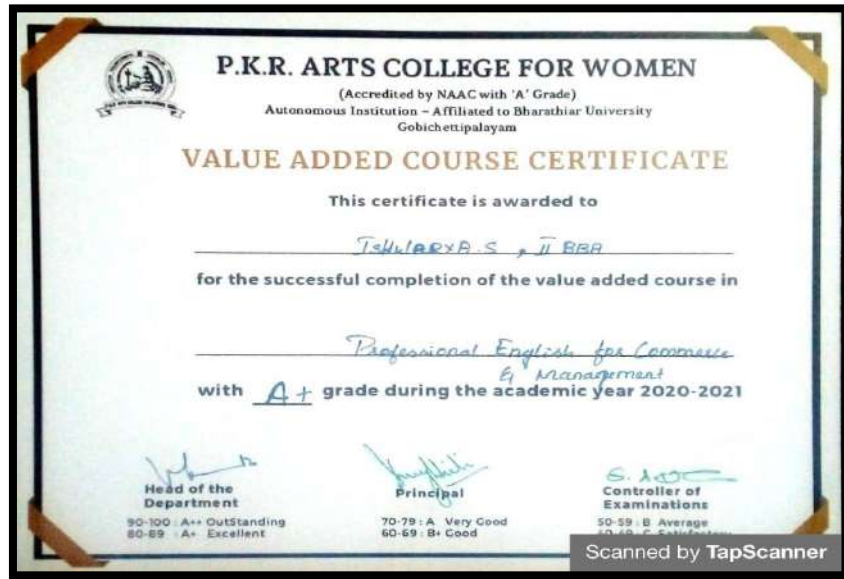 P.K.R. ARTS COLLEGE FOR WOMEN
(Accredited by NAAC with 'A' Grade)
Autonomous Institution – Affiliated to Bharathiar University
Gobichettipalayam
VALUE ADDED COURSE CERTIFICATE
This certificate is awarded to
S , II BBA
for the successful completion of the value added course in
Professional English for Commerce
& Management
with A+ grade during the academic year 2020-2021
Head of the Department
Principal
Controller of Examinations
90-100 : A++ OutStanding
80-89 : A+ Excellent
70-79 : A Very Good
60-69 : B+ Good
50-59 : B Average
Scanned by TapScanner